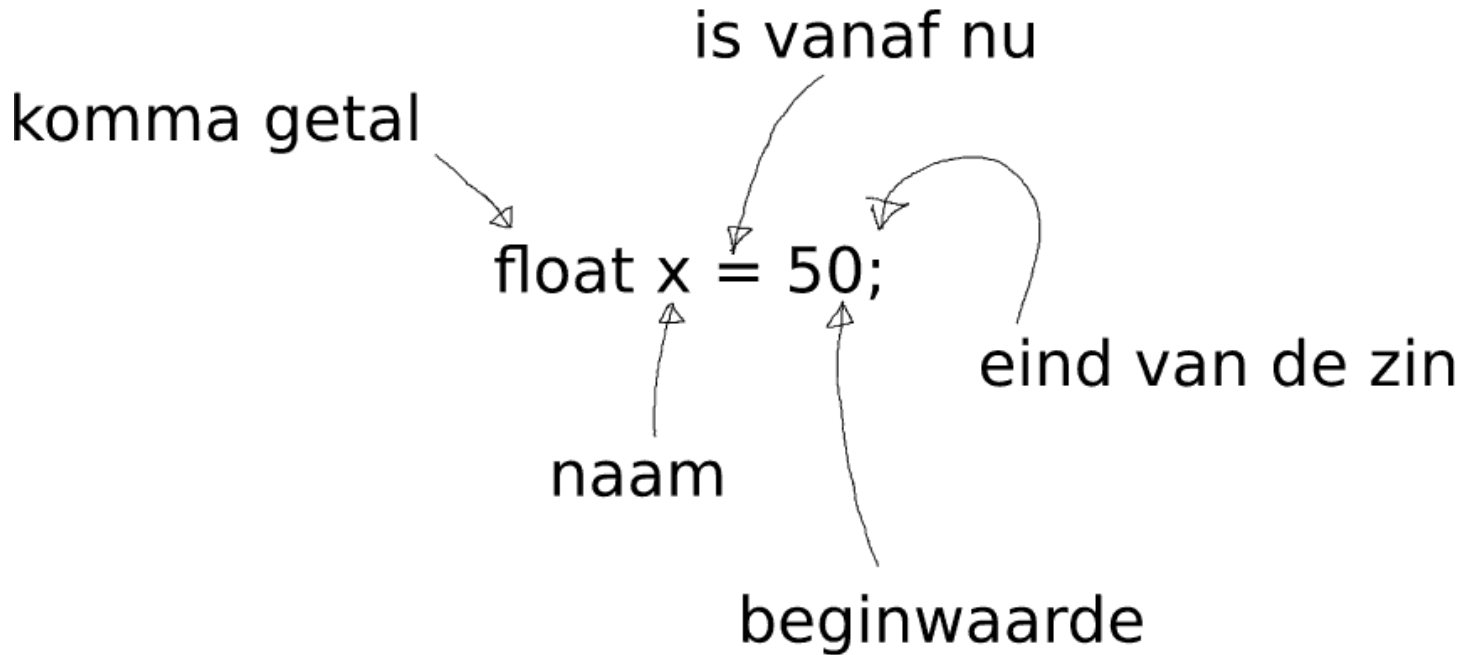 is vanaf nu
komma getal
float x = 50;
eind van de zin
naam
beginwaarde